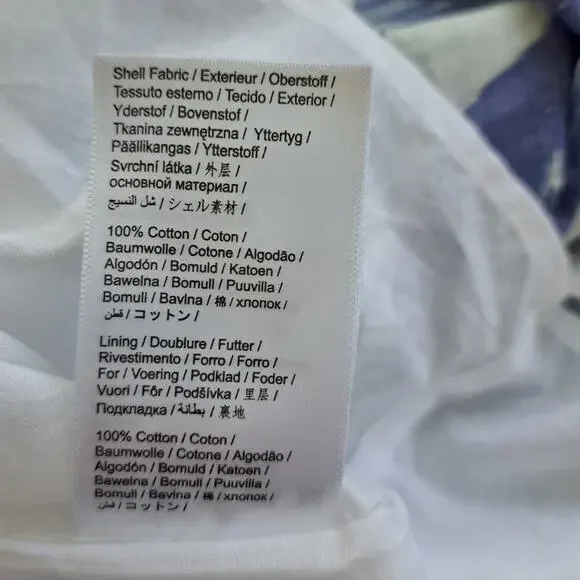 Shell Fabric / Exterieur / Oberstoff /
Tessuto esterno / Tecido / Exterior /
Yderstof / Bovenstof /
Tkanina zewnętrzna / Yttertyg /
Päällikangas / Ytterstoff /
Svrchní látka / 外层 /
основной материал /
شل النسيج / シェル素材 /
100% Cotton / Coton /
Baumwolle / Cotone / Algodão /
Algodón / Bomuld / Katoen /
Bawełna / Bomull / Puuvilla /
Bomull / Bavlna / 棉 / хлопок /
قطن / コットン /
Lining / Doublure / Futter /
Rivestimento / Forro / Forro /
For / Voering / Podkład / Foder /
Vuori / Fôr / Podšívka / 里层 /
Подкладка / بطانة / 裏地
100% Cotton / Coton /
Baumwolle / Cotone / Algodão /
Algodón / Bomuld / Katoen /
Bawełna / Bomull / Puuvilla /
Bomull / Bavlna / 棉 / хлопок /
قطن / コットン /